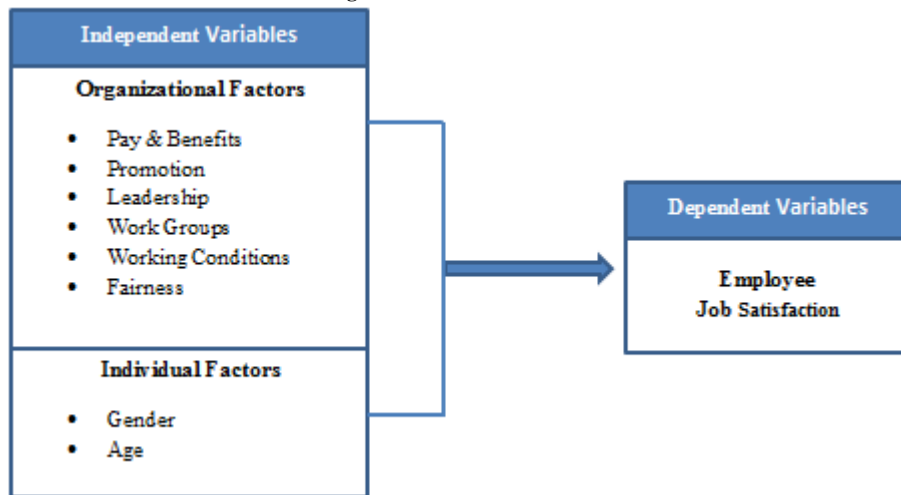 Independent Variables
Organizational Factors
• Pay & Benefits
• Promotion
• Leadership
• Work Groups
• Working Conditions
• Fairness
Individual Factors
• Gender
• Age
Dependent Variables
Employee
Job Satisfaction